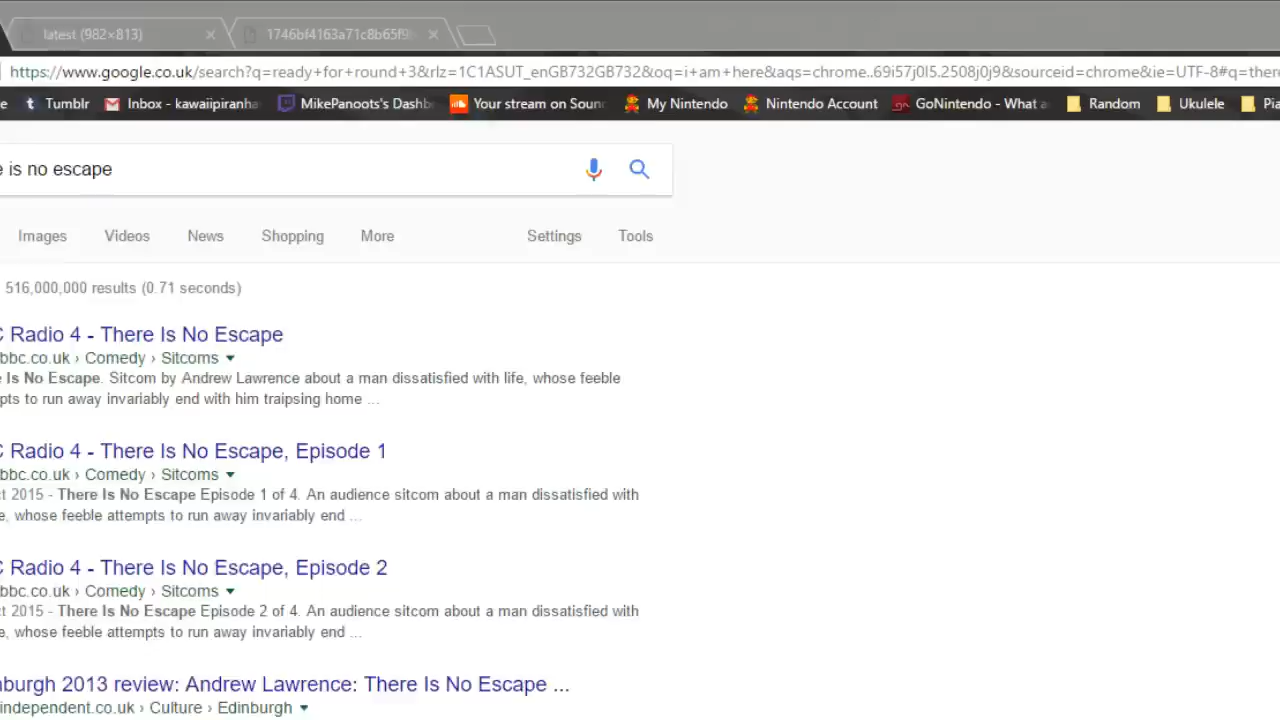 latest (982×813) 1746bf4163a71c8b65f9
https://www.google.co.uk/search?q=ready+for+round+3&rlz=1C1ASUT_enGB732GB732&oq=i+am+here&aqs=chrome..69i57j0l5.2508j0j9&sourceid=chrome&ie=UTF-8#q=ther
e Tumblr Inbox - kawaiipiranha MikePanoots's Dashb Your stream on Soun My Nintendo Nintendo Account GoNintendo - What a Random Ukulele Pia
e is no escape
Images Videos News Shopping More Settings Tools
516,000,000 results (0.71 seconds)
C Radio 4 - There Is No Escape
bbc.co.uk › Comedy › Sitcoms
e Is No Escape. Sitcom by Andrew Lawrence about a man dissatisfied with life, whose feeble
pts to run away invariably end with him traipsing home ...
C Radio 4 - There Is No Escape, Episode 1
bbc.co.uk › Comedy › Sitcoms
ct 2015 - There Is No Escape Episode 1 of 4. An audience sitcom about a man dissatisfied with
e, whose feeble attempts to run away invariably end ...
C Radio 4 - There Is No Escape, Episode 2
bbc.co.uk › Comedy › Sitcoms
ct 2015 - There Is No Escape Episode 2 of 4. An audience sitcom about a man dissatisfied with
e, whose feeble attempts to run away invariably end ...
nburgh 2013 review: Andrew Lawrence: There Is No Escape ...
independent.co.uk › Culture › Edinburgh